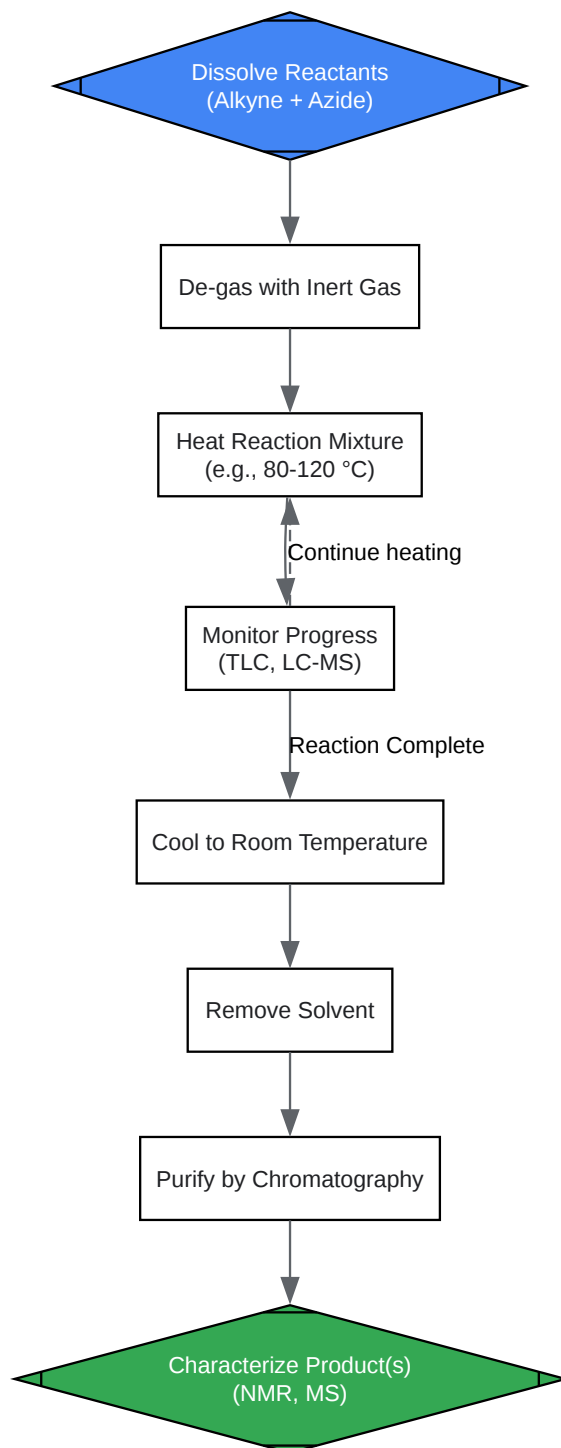 Dissolve Reactants
(Alkyne + Azide)
De-gas with Inert Gas
Heat Reaction Mixture
(e.g., 80-120 °C)
Continue heating
Monitor Progress
(TLC, LC-MS)
Reaction Complete
Cool to Room Temperature
Remove Solvent
Purify by Chromatography
Characterize Product(s)
(NMR, MS)